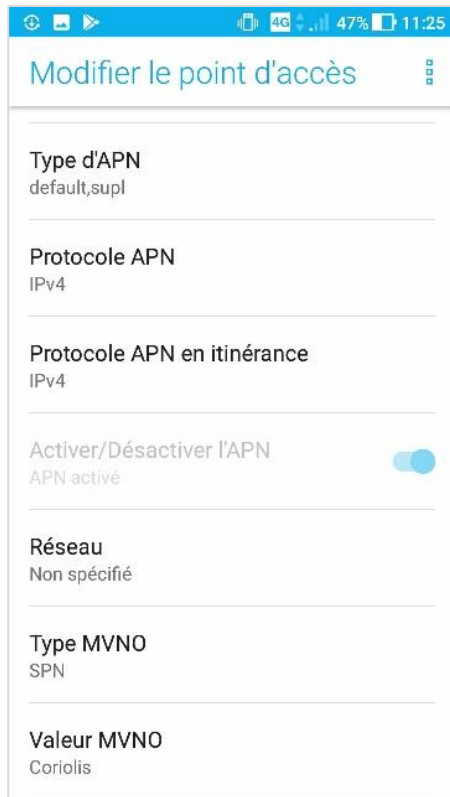 4G 47% 11:25
Modifier le point d'accès
Type d'APN
default,supl
Protocole APN
IPv4
Protocole APN en itinérance
IPv4
Activer/Désactiver l'APN
APN activé
Réseau
Non spécifié
Type MVNO
SPN
Valeur MVNO
Coriolis